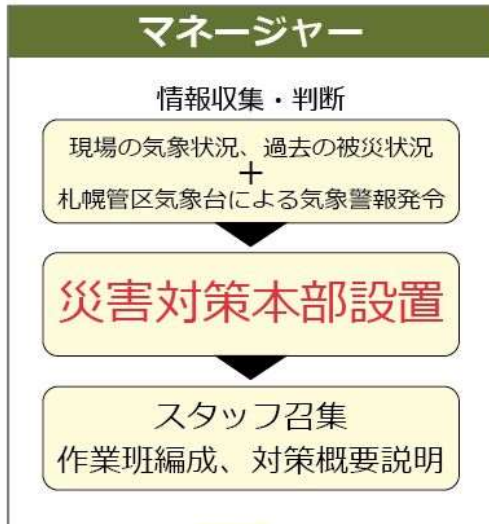 マネージャー
情報収集・判断
現場の気象状況、過去の被災状況
+
札幌管区気象台による気象警報発令
災害対策本部設置
スタッフ召集
作業班編成、対策概要説明